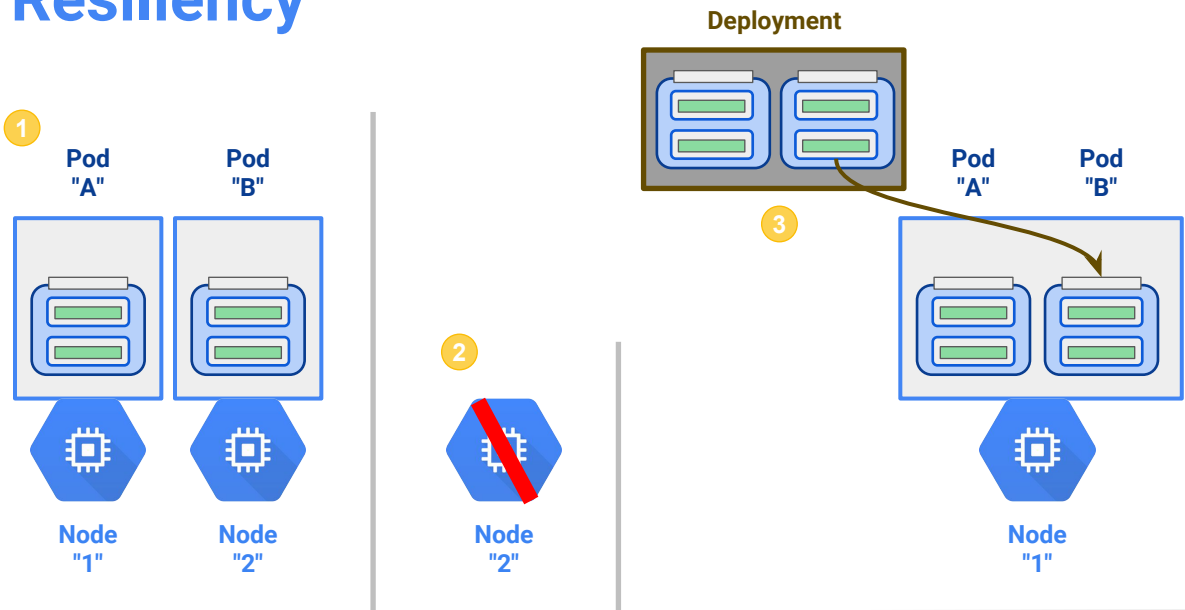 Resiliency
1
Pod
"A"
Pod
"B"
Node
"1"
Node
"2"
2
Node
"2"
Deployment
3
Pod
"A"
Pod
"B"
Node
"1"